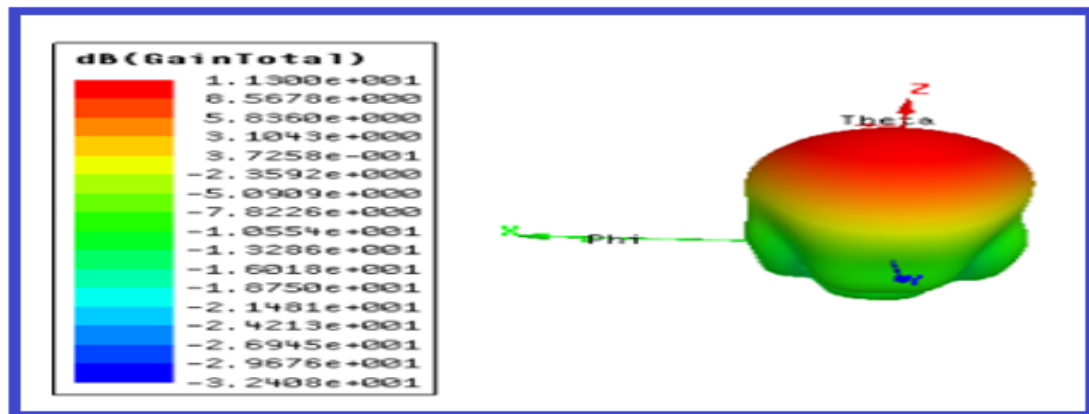 dB(GainTotal)
1.1300e+001
8.5678e+000
5.8360e+000
3.1043e+000
3.7258e-001
-2.3592e+000
-5.0909e+000
-7.8226e+000
-1.0554e+001
-1.3286e+001
-1.6018e+001
-1.8750e+001
-2.1481e+001
-2.4213e+001
-2.6945e+001
-2.9676e+001
-3.2408e+001
Z
Theta
X
Phi
Y